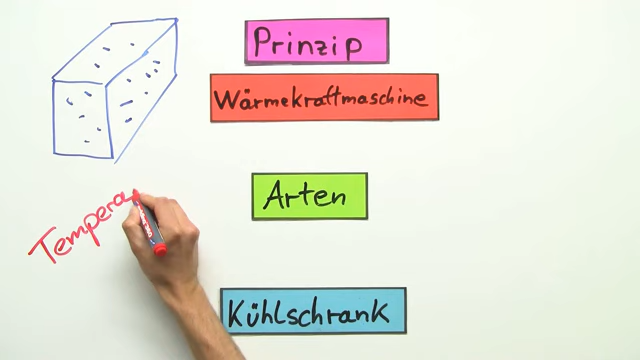 Prinzip
Wärmekraftmaschine
Arten
Tempera
Kühlschrank